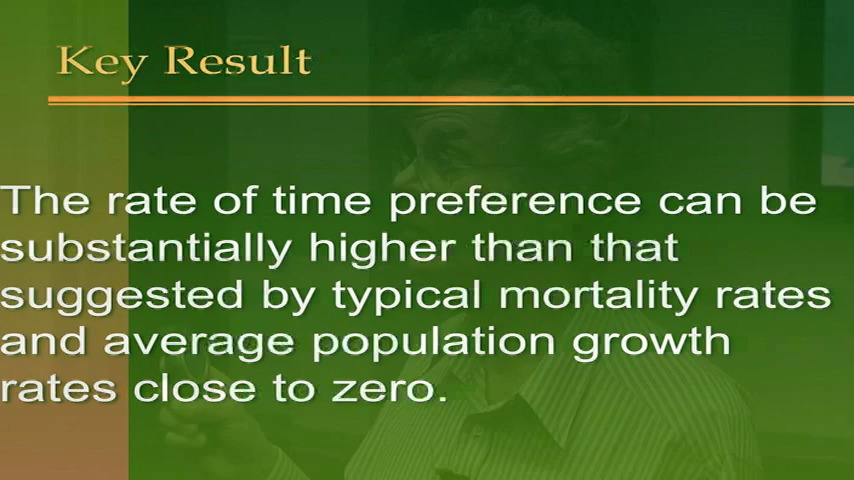 Key Result
The rate of time preference can be
substantially higher than that
suggested by typical mortality rates
and average population growth
rates close to zero.